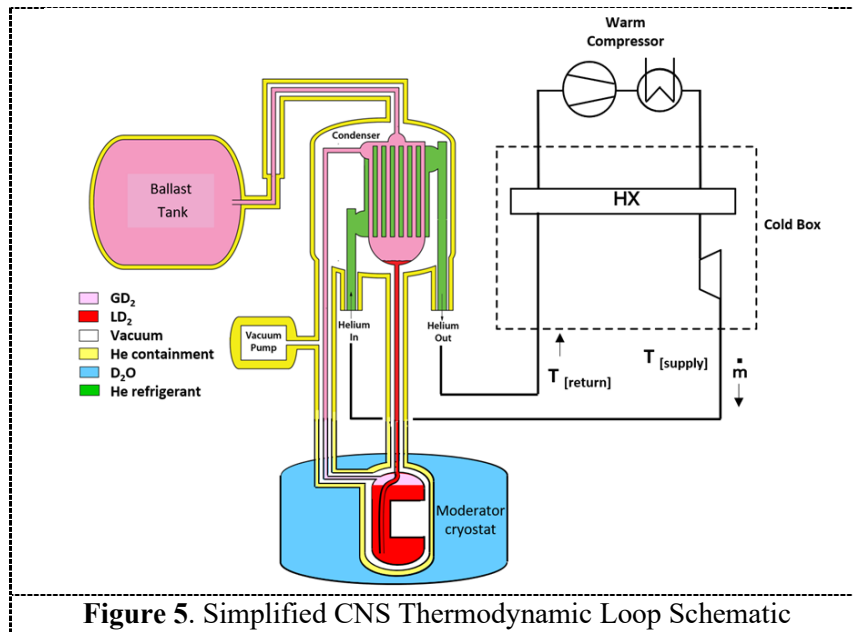 Warm
Compressor
Condenser
Ballast
Tank
HX
Cold Box
GD₂
LD₂
Vacuum
He containment
D₂O
He refrigerant
Vacuum
Pump
Helium
In
Helium
Out
T [return]
T [supply]
ṁ
Moderator
cryostat
Figure 5. Simplified CNS Thermodynamic Loop Schematic